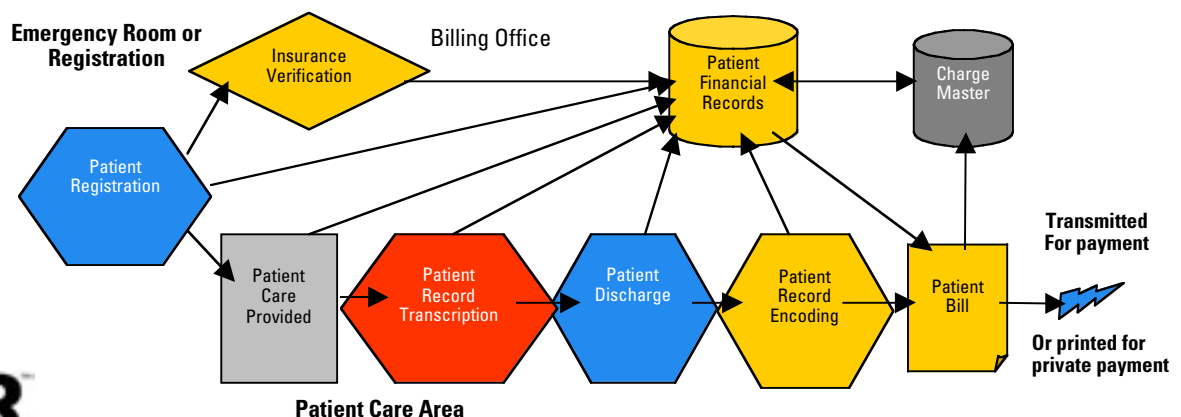 Emergency Room or
Registration
Insurance
Verification
Billing Office
Patient
Financial
Records
Charge
Master
Patient
Registration
Patient
Care
Provided
Patient
Record
Transcription
Patient
Discharge
Patient
Record
Encoding
Patient
Bill
Transmitted
For payment
Or printed for
private payment
R
Patient Care Area